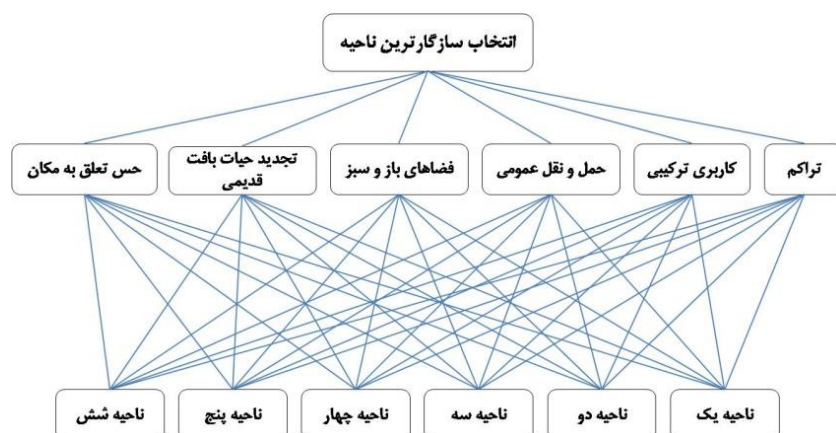 انتخاب سازگارترین ناحیه
تراکم
کاربری ترکیبی
حمل و نقل عمومی
فضاهای باز و سبز
تجدید حیات بافت
قدیمی
حس تعلق به مکان
ناحیه یک
ناحیه دو
ناحیه سه
ناحیه چهار
ناحیه پنج
ناحیه شش